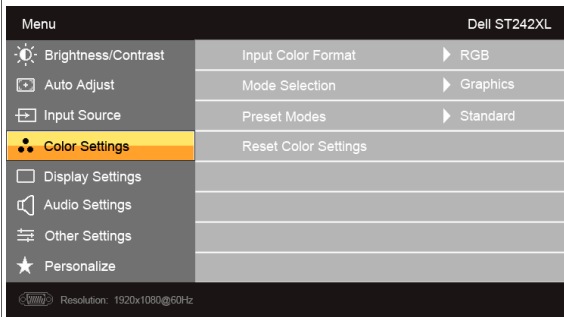 Menu Dell ST242XL
Brightness/Contrast Input Color Format RGB
Auto Adjust Mode Selection Graphics
Input Source Preset Modes Standard
Color Settings Reset Color Settings
Display Settings
Audio Settings
Other Settings
Personalize
Resolution: 1920x1080@60Hz